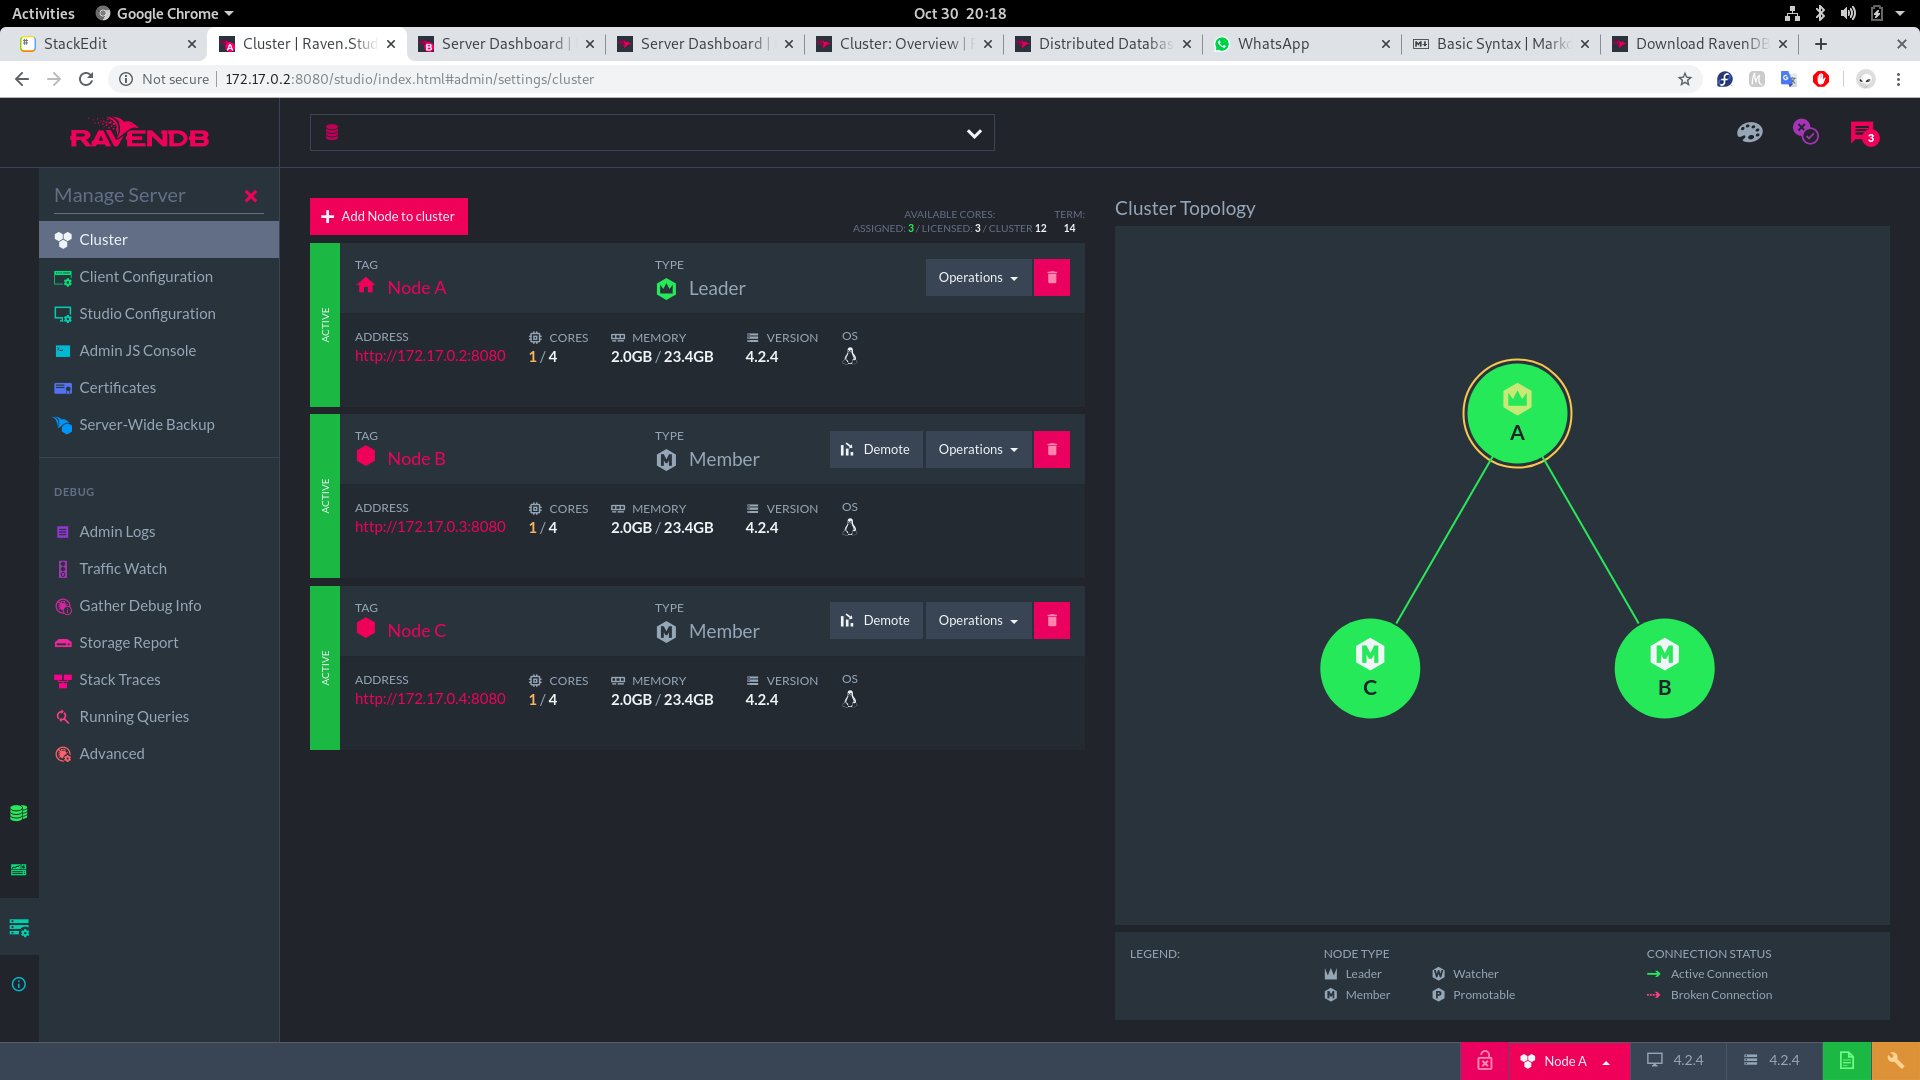 Activities
Google Chrome
Oct 30 20:18
StackEdit
Cluster | Raven.Stud
Server Dashboard |
Server Dashboard |
Cluster: Overview |
Distributed Databas
WhatsApp
Basic Syntax | Markd
Download RavenDB
Not secure
172.17.0.2:8080/studio/index.html#admin/settings/cluster
RAVENDB
3
Manage Server
Cluster
Client Configuration
Studio Configuration
Admin JS Console
Certificates
Server-Wide Backup
DEBUG
Admin Logs
Traffic Watch
Gather Debug Info
Storage Report
Stack Traces
Running Queries
Advanced
Add Node to cluster
AVAILABLE CORES:
ASSIGNED: 3 / LICENSED: 3 / CLUSTER 12
TERM:
14
ACTIVE
TAG
Node A
TYPE
Leader
Operations
ADDRESS
http://172.17.0.2:8080
CORES
1 / 4
MEMORY
2.0GB / 23.4GB
VERSION
4.2.4
OS
ACTIVE
TAG
Node B
TYPE
Member
Demote
Operations
ADDRESS
http://172.17.0.3:8080
CORES
1 / 4
MEMORY
2.0GB / 23.4GB
VERSION
4.2.4
OS
ACTIVE
TAG
Node C
TYPE
Member
Demote
Operations
ADDRESS
http://172.17.0.4:8080
CORES
1 / 4
MEMORY
2.0GB / 23.4GB
VERSION
4.2.4
OS
Cluster Topology
A
M
C
M
B
LEGEND:
NODE TYPE
Leader
Watcher
Member
Promotable
CONNECTION STATUS
Active Connection
Broken Connection
Node A
4.2.4
4.2.4